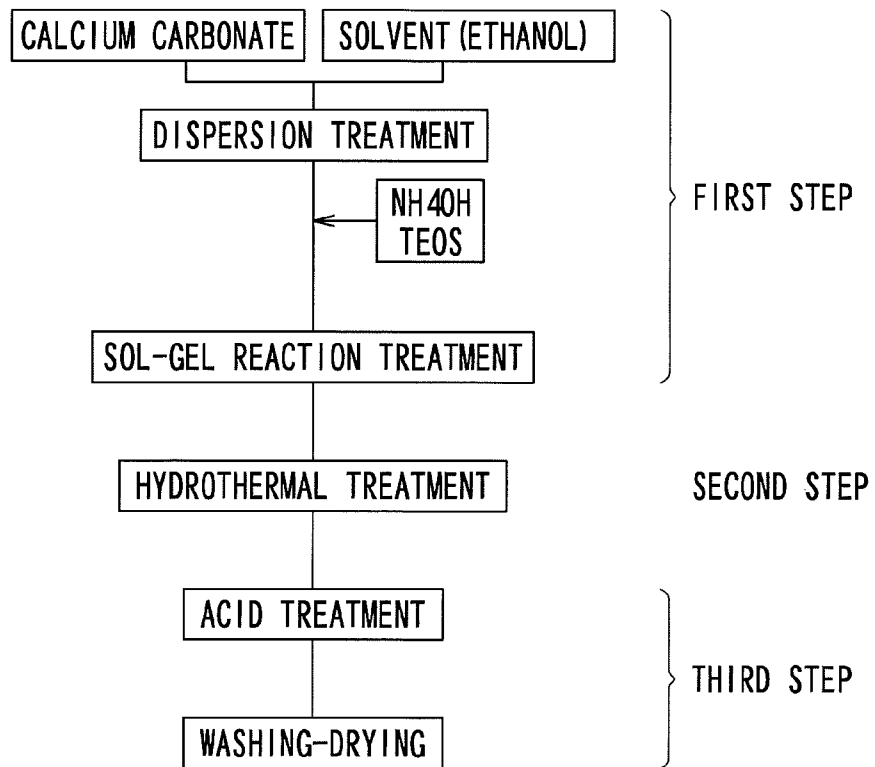 CALCIUM CARBONATE
SOLVENT(ETHANOL)
DISPERSION TREATMENT
NH4OH
TEOS
FIRST STEP
SOL-GEL REACTION TREATMENT
HYDROTHERMAL TREATMENT
SECOND STEP
ACID TREATMENT
THIRD STEP
WASHING-DRYING